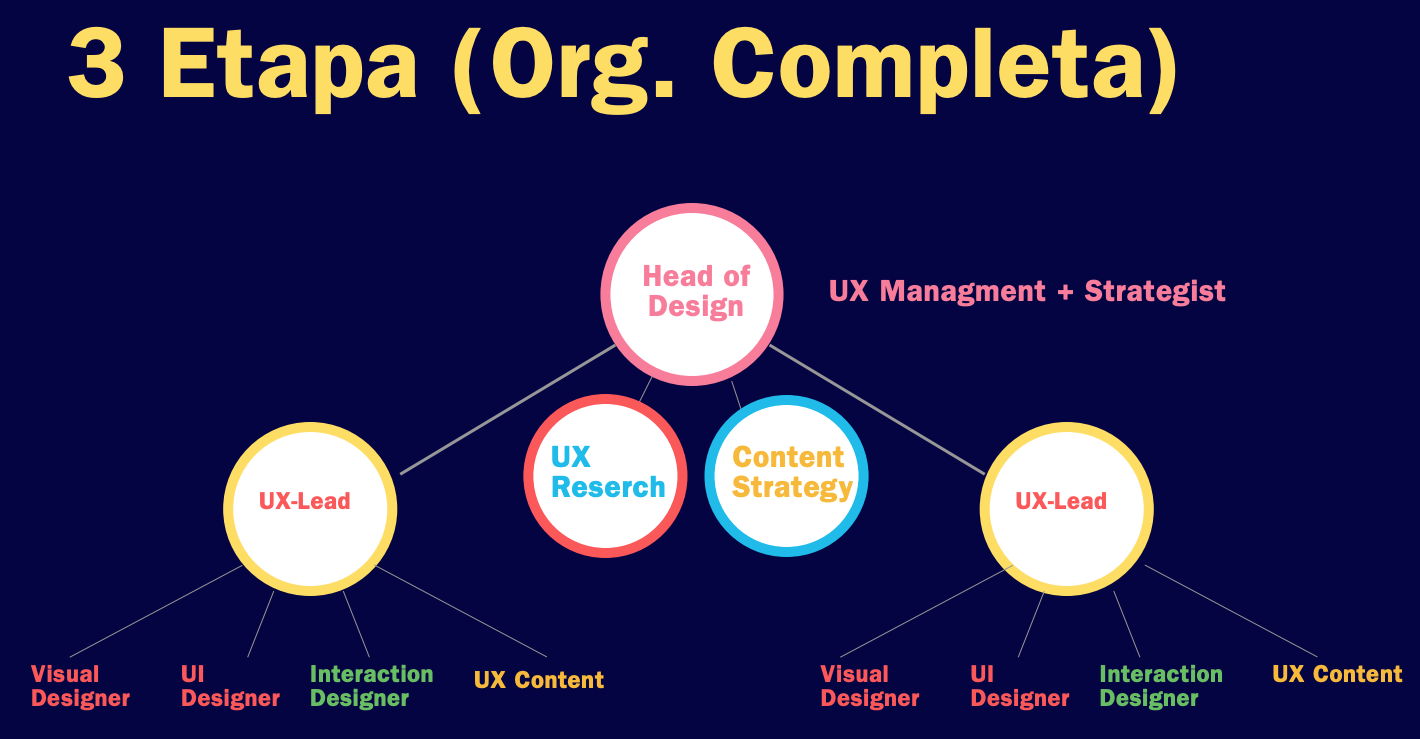 3 Etapa (Org. Completa)
Head of
Design
UX Managment + Strategist
UX
Reserch
Content
Strategy
UX-Lead
UX-Lead
Visual
Designer
UI
Designer
Interaction
Designer
UX Content
Visual
Designer
UI
Designer
Interaction
Designer
UX Content